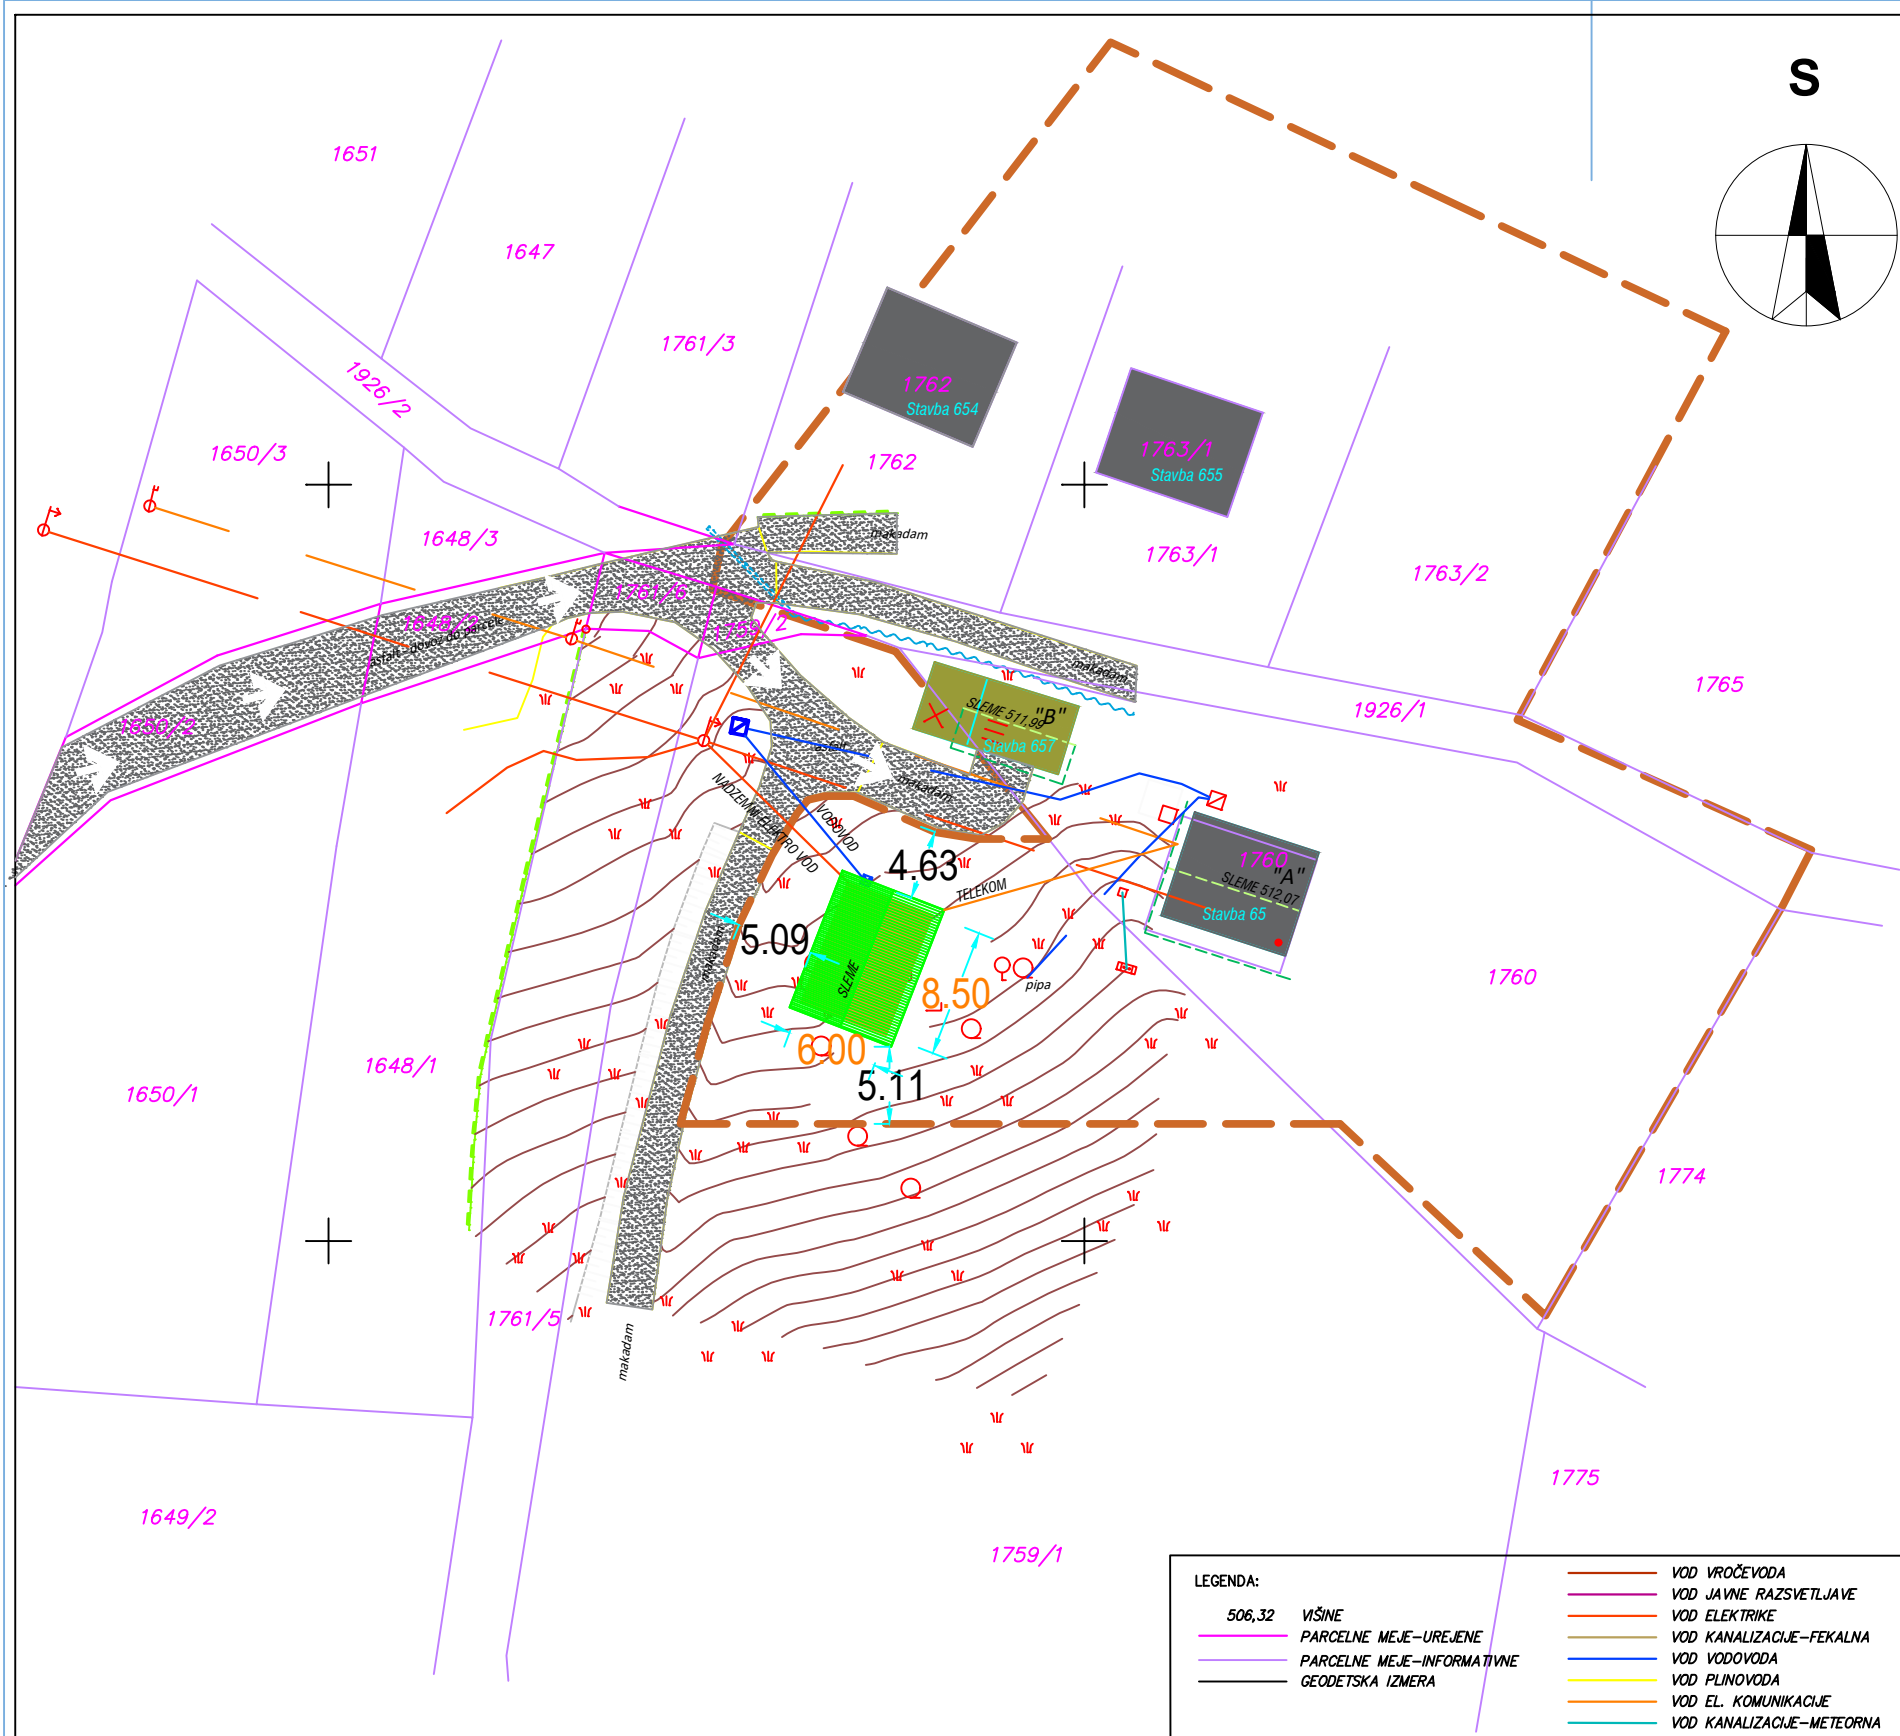 S
1651
1647
1761/3
1926/2
1762
Stavba 654
1763/1
Stavba 655
1650/3
1762
1648/3
makadam
1763/1
1763/2
1761/6
1648/2
asfalt - dovoz do parcele
1759/2
makadam
1765
1926/1
1650/2
SLEME 511,99
"B"
Stavba 657
asfalt
makadam
NADZEMNI ELEKTRO VOD
VODOVOD
4.63
TELEKOM
1760
"A"
SLEME 512,07
Stavba 65
5.09
makadam
SLEME
8.50
pipa
1760
6.00
5.11
1648/1
1650/1
1774
1761/5
makadam
1775
1649/2
1759/1
LEGENDA:
506,32 VIŠINE
PARCELNE MEJE-UREJENE
PARCELNE MEJE-INFORMATIVNE
GEODETSKA IZMERA
VOD VROČEVODA
VOD JAVNE RAZSVETLJAVE
VOD ELEKTRIKE
VOD KANALIZACIJE-FEKALNA
VOD VODOVODA
VOD PLINOVODA
VOD EL. KOMUNIKACIJE
VOD KANALIZACIJE-METEORNA